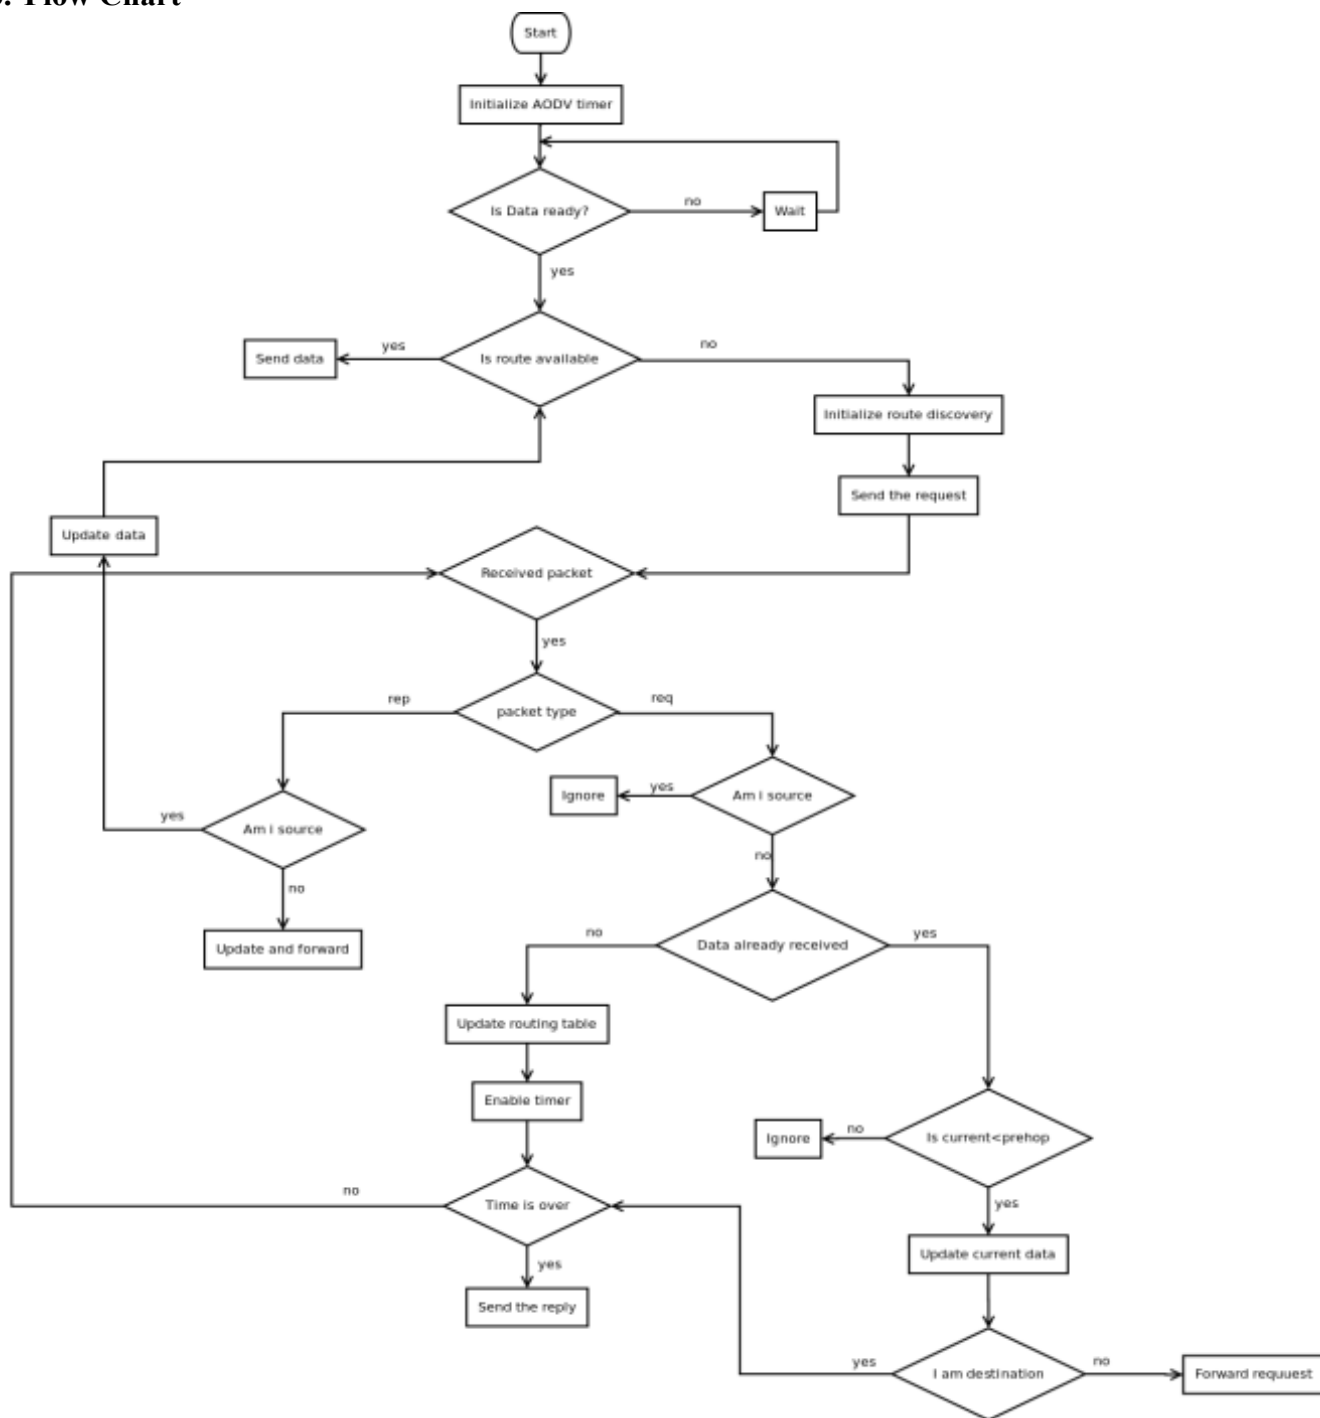 Flow Chart
Start
Initialize AODV timer
Is Data ready?
no
Wait
yes
Send data
yes
Is route available
no
Initialize route discovery
Send the request
Update data
Received packet
yes
rep
packet type
req
Ignore
yes
Am i source
yes
Am i source
no
no
Update and forward
no
Data already received
yes
Update routing table
Enable timer
Ignore
no
Is current<prehop
no
Time is over
yes
Update current data
yes
Send the reply
yes
I am destination
no
Forward requuest